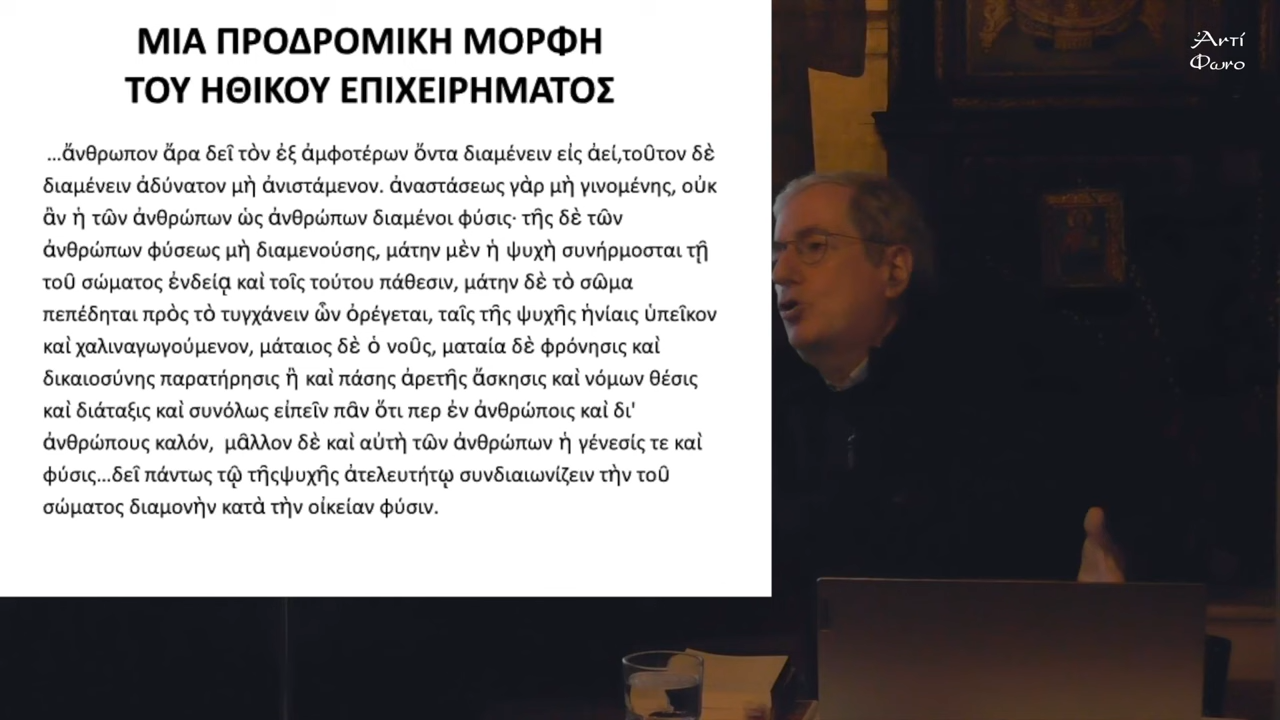 ΜΙΑ ΠΡΟΔΡΟΜΙΚΗ ΜΟΡΦΗ
ΤΟΥ ΗΘΙΚΟΥ ΕΠΙΧΕΙΡΗΜΑΤΟΣ
...ἄνθρωπον ἄρα δεῖ τὸν ἐξ ἀμφοτέρων ὄντα διαμένειν εἰς ἀεί,τοῦτον δὲ
διαμένειν ἀδύνατον μὴ ἀνιστάμενον. ἀναστάσεως γὰρ μὴ γινομένης, οὐκ
ἂν ἡ τῶν ἀνθρώπων ὡς ἀνθρώπων διαμένοι φύσις· τῆς δὲ τῶν
ἀνθρώπων φύσεως μὴ διαμενούσης, μάτην μὲν ἡ ψυχὴ συνήρμοσται τῇ
τοῦ σώματος ἐνδείᾳ καὶ τοῖς τούτου πάθεσιν, μάτην δὲ τὸ σῶμα
πεπέδηται πρὸς τὸ τυγχάνειν ὧν ὀρέγεται, ταῖς τῆς ψυχῆς ἡνίαις ὑπεῖκον
καὶ χαλιναγωγούμενον, μάταιος δὲ ὁ νοῦς, ματαία δὲ φρόνησις καὶ
δικαιοσύνης παρατήρησις ἢ καὶ πάσης ἀρετῆς ἄσκησις καὶ νόμων θέσις
καὶ διάταξις καὶ συνόλως εἰπεῖν πᾶν ὅτι περ ἐν ἀνθρώποις καὶ δι'
ἀνθρώπους καλόν, μᾶλλον δὲ καὶ αὐτὴ τῶν ἀνθρώπων ἡ γένεσίς τε καὶ
φύσις...δεῖ πάντως τῷ τῆςψυχῆς ἀτελευτήτῳ συνδιαιωνίζειν τὴν τοῦ
σώματος διαμονὴν κατὰ τὴν οἰκείαν φύσιν.
Ἀντί
Φωνο